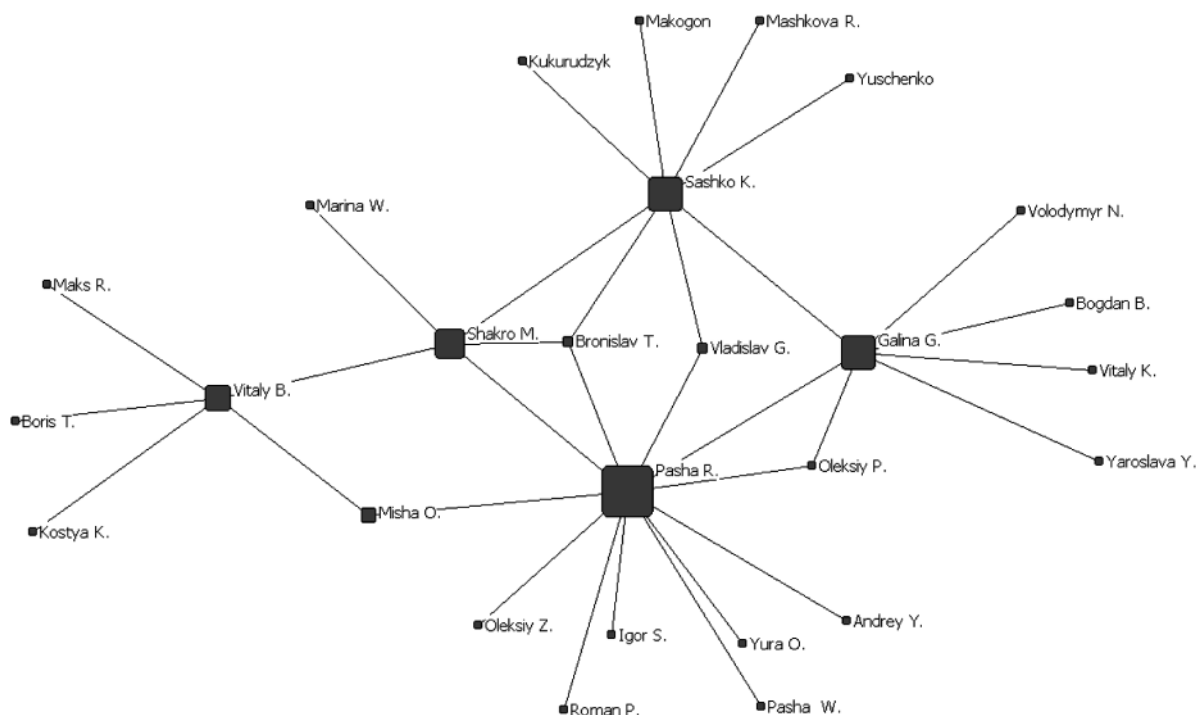 Makogon
Mashkova R.
Kukurudzyk
Yuschenko
Sashko K.
Marina W.
Volodymyr N.
Maks R.
Bogdan B.
Shakro M.
Bronislav T.
Vladislav G.
Galina G.
Vitaly K.
Vitaly B.
Boris T.
Pasha R.
Oleksiy P.
Yaroslava Y.
Misha O.
Kostya K.
Oleksiy Z.
Igor S.
Yura O.
Andrey Y.
Roman P.
Pasha W.